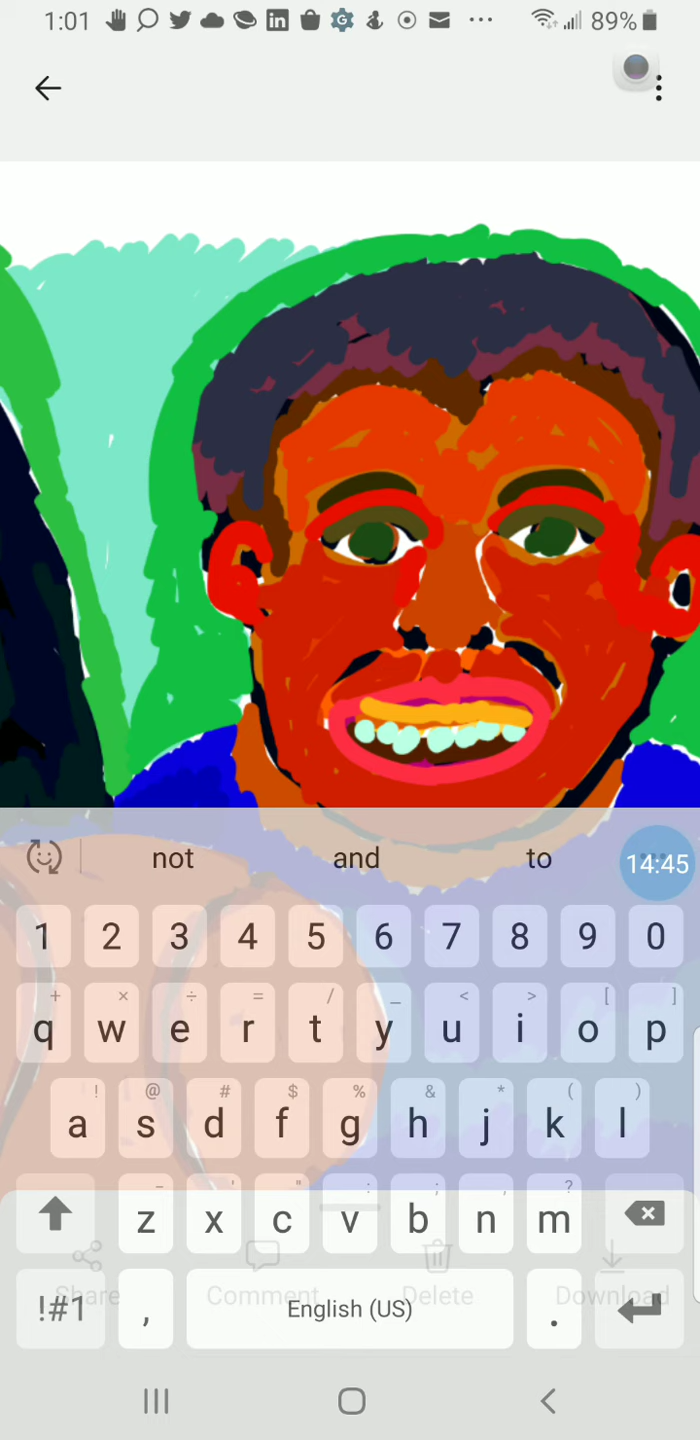 1:01 89%
not and to 14:45
1 2 3 4 5 6 7 8 9 0
+ × ÷ = / _ < > [ ]
q w e r t y u i o p
! @ # $ % & * ( )
a s d f g h j k l
- ' " : ; , ?
z x c v b n m
Share Comment Delete Download
!#1 , English (US) .